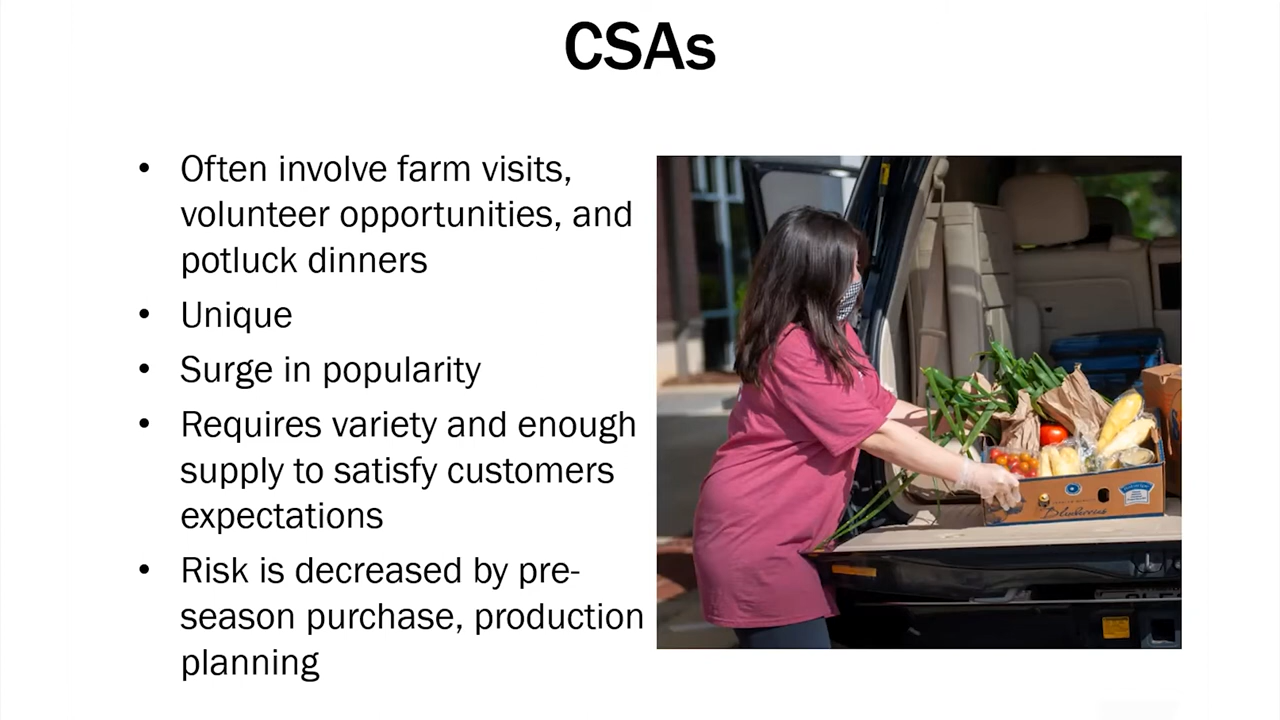 CSAs
• Often involve farm visits,
volunteer opportunities, and
potluck dinners
• Unique
• Surge in popularity
• Requires variety and enough
supply to satisfy customers
expectations
• Risk is decreased by pre-
season purchase, production
planning
Blueberries